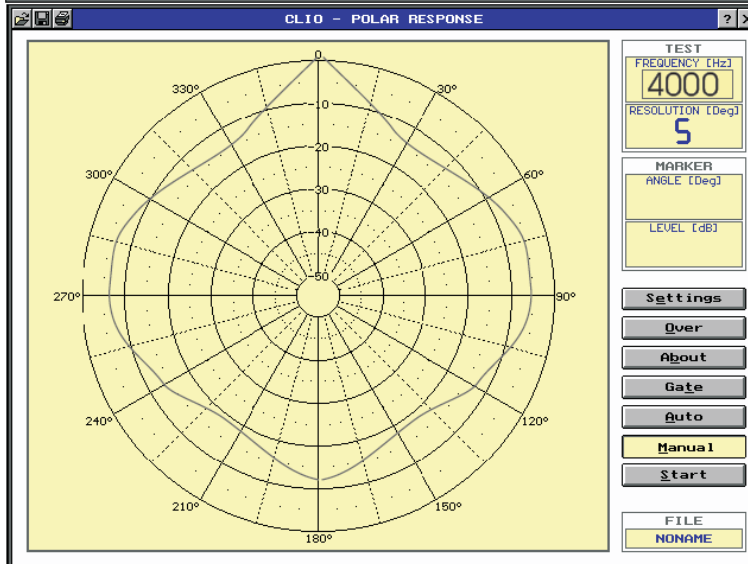 CLIO - POLAR RESPONSE
?
0
330°
30°
-10
-20
300°
60°
-30
-40
-50
270°
90°
240°
120°
210°
150°
180°
TEST
FREQUENCY [Hz]
4000
RESOLUTION [Deg]
5
MARKER
ANGLE [Deg]
LEVEL [dB]
Settings
Over
About
Gate
Auto
Manual
Start
FILE
NONAME